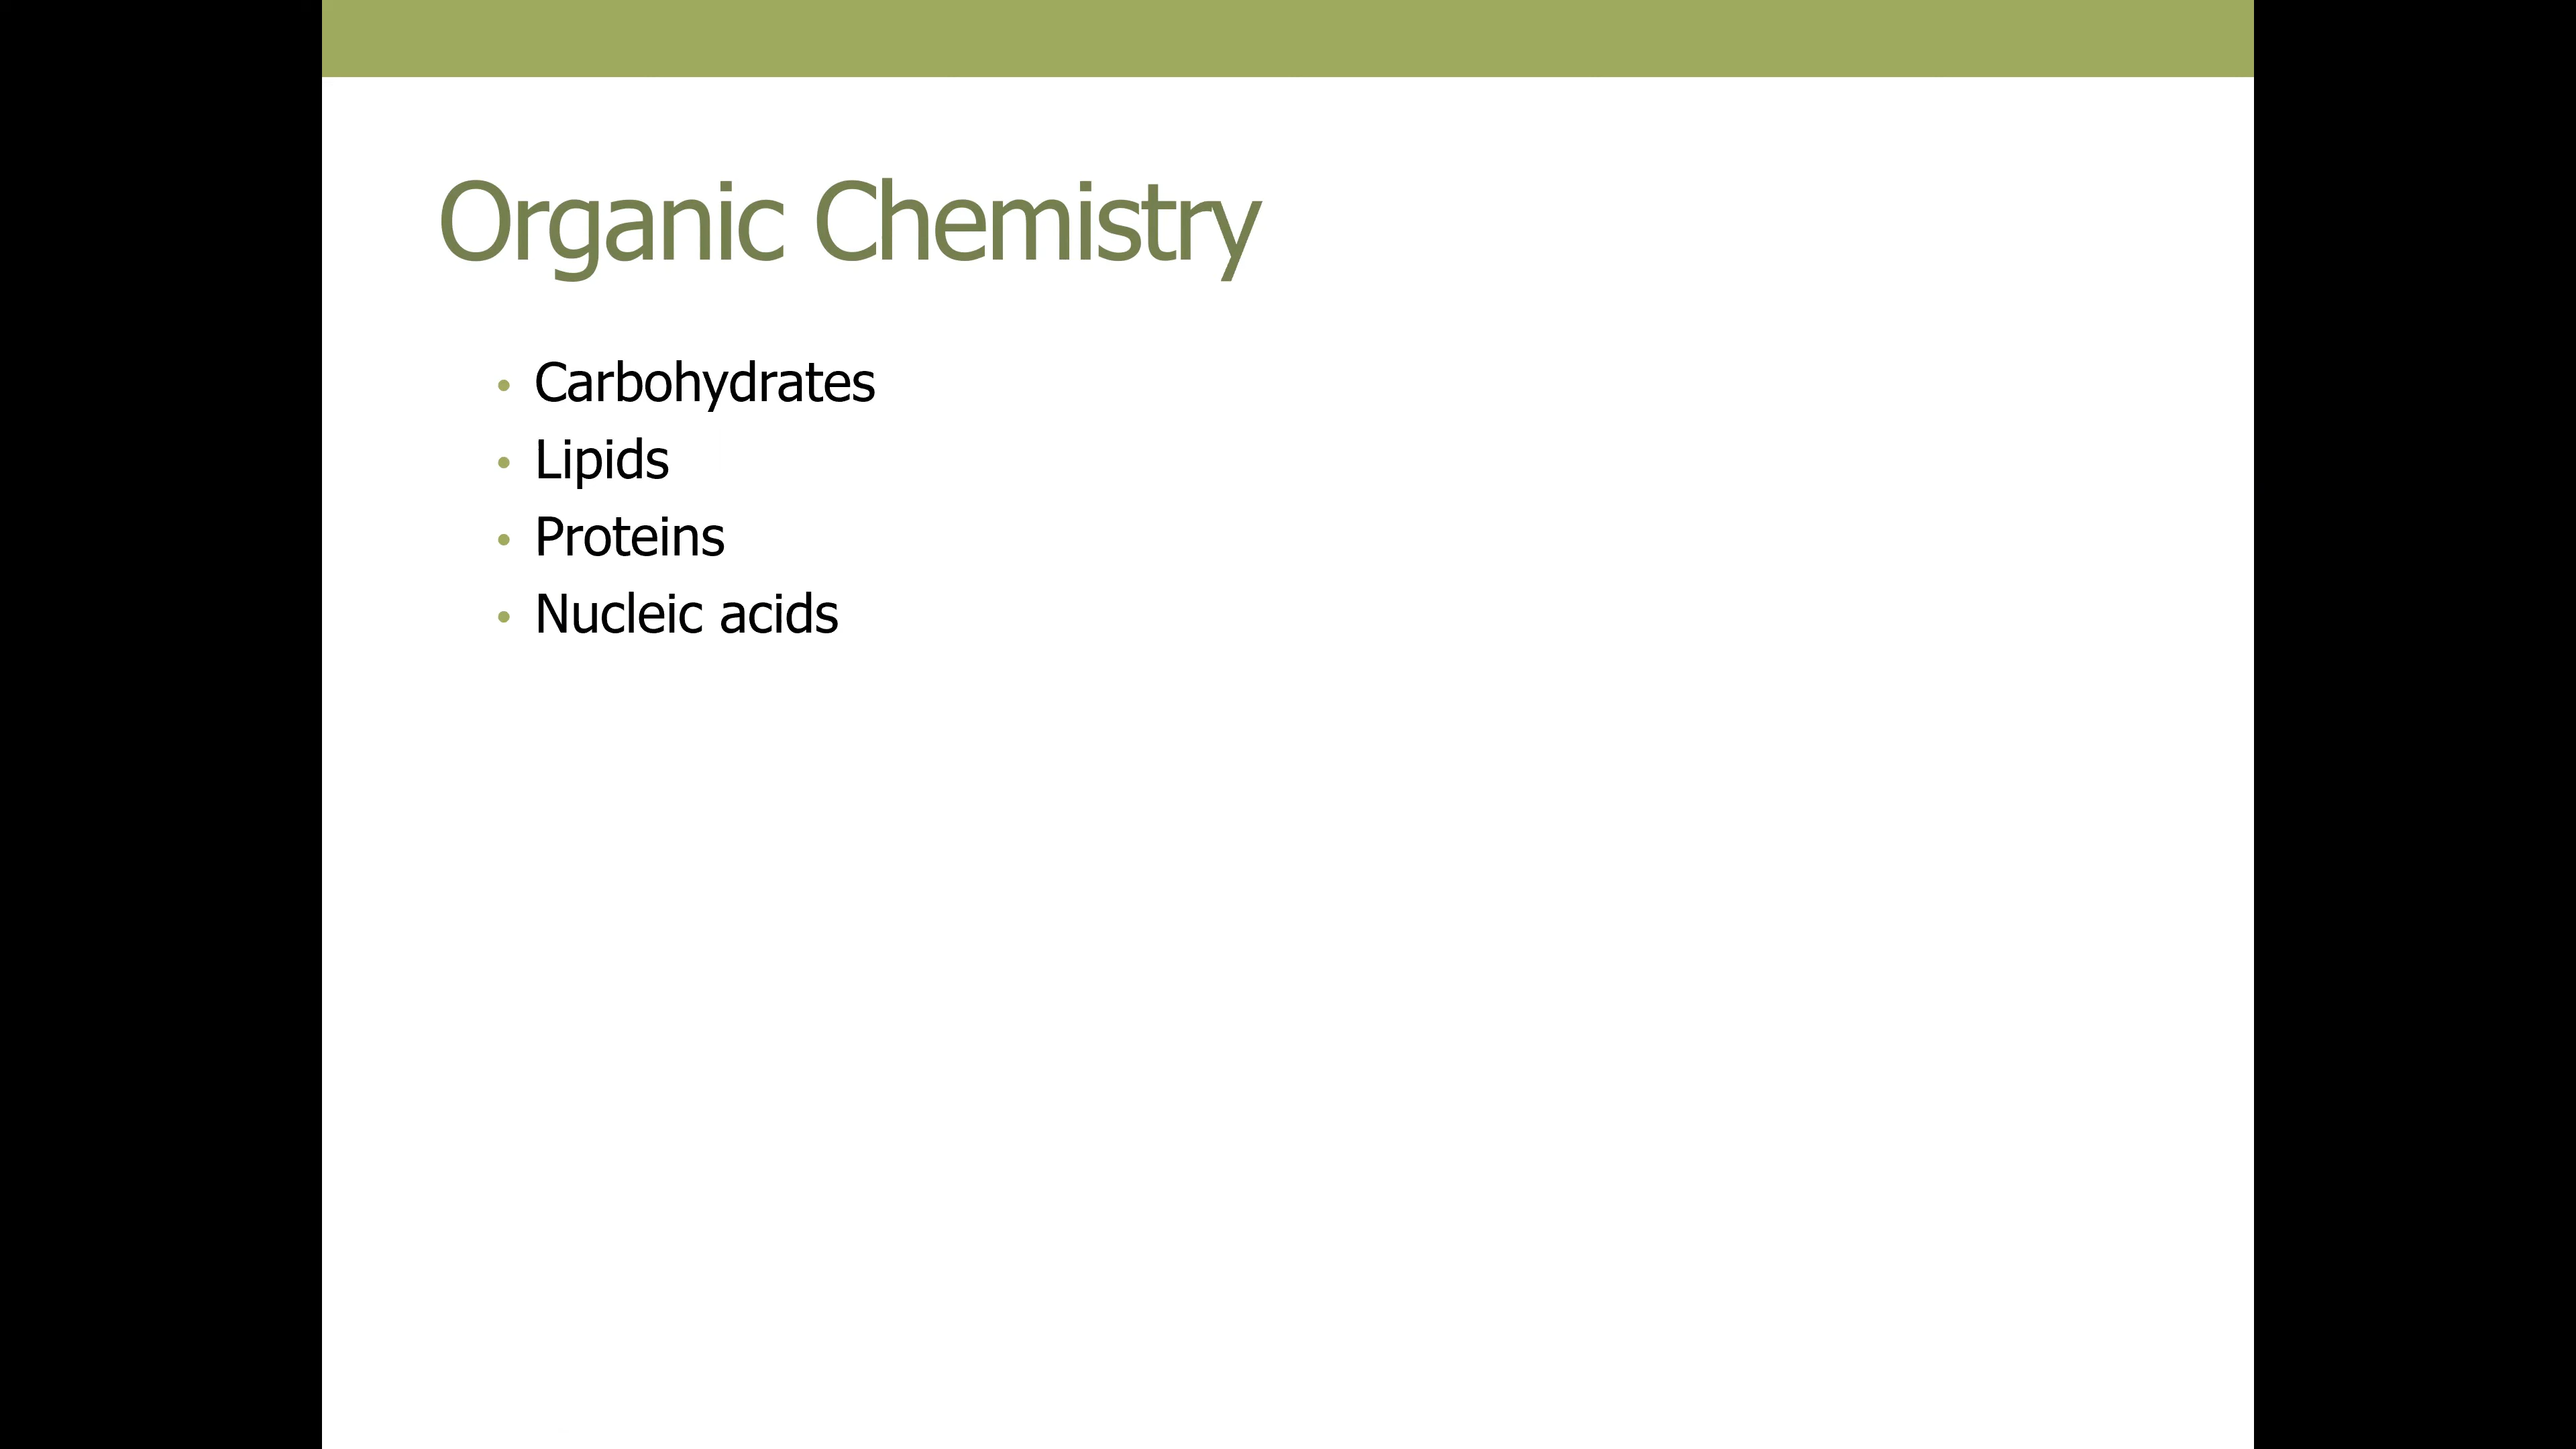 Organic Chemistry
• Carbohydrates
• Lipids
• Proteins
• Nucleic acids